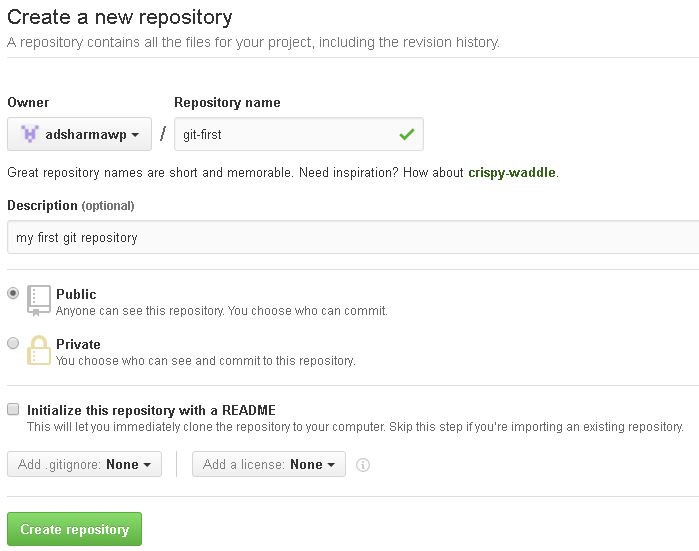 Create a new repository
A repository contains all the files for your project, including the revision history.
Owner Repository name
adsharmawp / git-first
Great repository names are short and memorable. Need inspiration? How about crispy-waddle.
Description (optional)
my first git repository
Public
Anyone can see this repository. You choose who can commit.
Private
You choose who can see and commit to this repository.
Initialize this repository with a README
This will let you immediately clone the repository to your computer. Skip this step if you're importing an existing repository.
Add .gitignore: None Add a license: None
Create repository